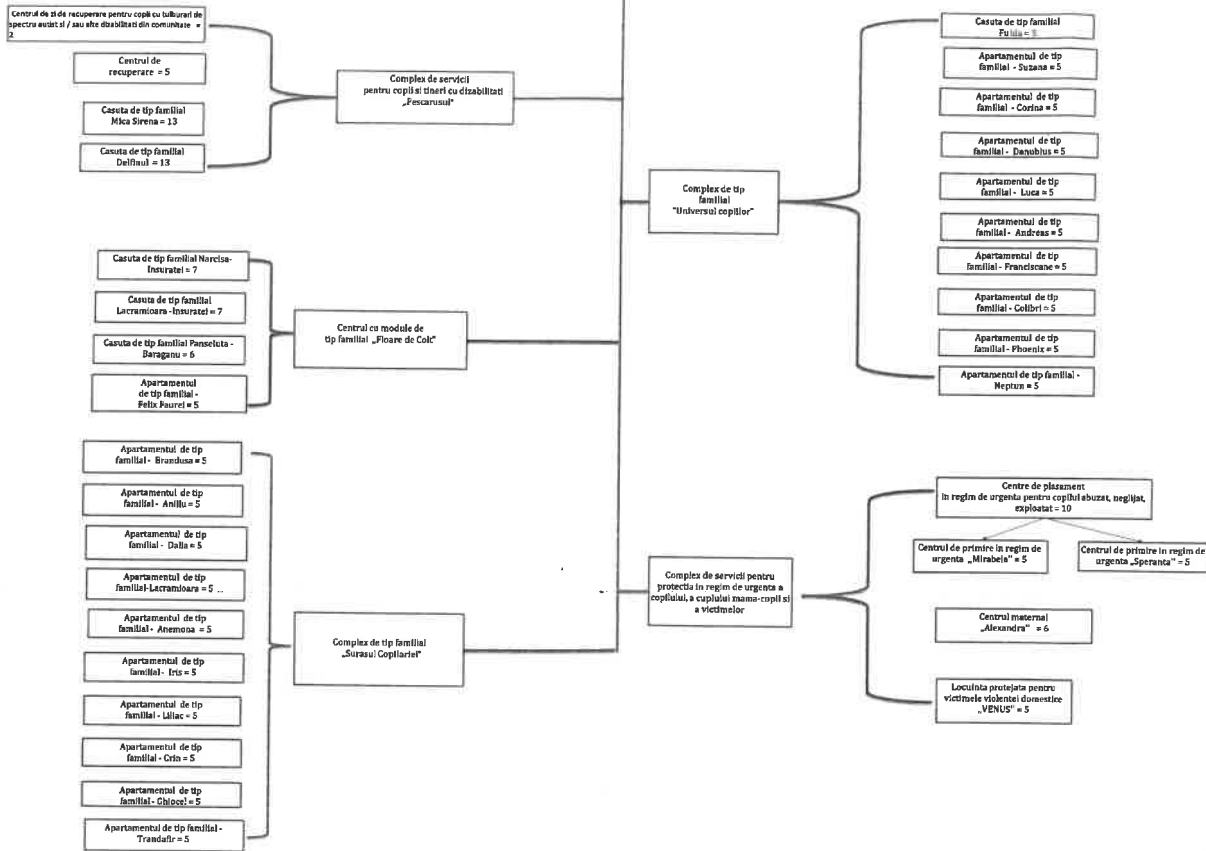 Centrul de zi de recuperare pentru copii cu tulburari de
spectru autist si / sau alte dizabilitati din comunitate =
2
Centrul de
recuperare = 5
Casuta de tip familial
Mica Sirena = 13
Casuta de tip familial
Delfinul = 13
Complex de servicii
pentru copii si tineri cu dizabilitati
„Pescarusul"
Casuta de tip familial Narcisa-
Insuratei = 7
Casuta de tip familial
Lacramioara -Insuratei = 7
Casuta de tip familial Panseluta -
Baraganu = 6
Apartamentul
de tip familial -
Felix Faurei = 5
Centrul cu module de
tip familial „Floare de Colt"
Apartamentul de tip
familial - Brandusa = 5
Apartamentul de tip
familial - Anilliu = 5
Apartamentul de tip
familial - Dalia = 5
Apartamentul de tip
familial-Lacramioara = 5 ...
Apartamentul de tip
familial - Anemona = 5
Apartamentul de tip
familial - Iris = 5
Apartamentul de tip
familial - Liliac = 5
Apartamentul de tip
familial - Crin = 5
Apartamentul de tip
familial - Ghiocel = 5
Apartamentul de tip familial -
Trandafir = 5
Complex de tip familial
„Surasul Copilariei"
Complex de tip
familial
"Universul copiilor"
Casuta de tip familial
Apartamentul de tip
familial - Suzana = 5
Apartamentul de tip
familial - Corina = 5
Apartamentul de tip
familial - Danubius = 5
Apartamentul de tip
familial - Luca = 5
Apartamentul de tip
familial - Andreas = 5
Apartamentul de tip
familial - Franciscane = 5
Apartamentul de tip
familial - Colibri = 5
Apartamentul de tip
familial - Phoenix = 5
Apartamentul de tip familial -
Neptun = 5
Complex de servicii pentru
protectia in regim de urgenta a
copilului, a cuplului mama-copil si
a victimelor
Centre de plasament
in regim de urgenta pentru copilul abuzat, neglijat,
exploatat = 10
Centrul de primire in regim de
urgenta „Mirabela" = 5
Centrul de primire in regim de
urgenta „Speranta" = 5
Centrul maternal
„Alexandra" = 6
Locuinta protejata pentru
victimele violentei domestice
„VENUS" = 5